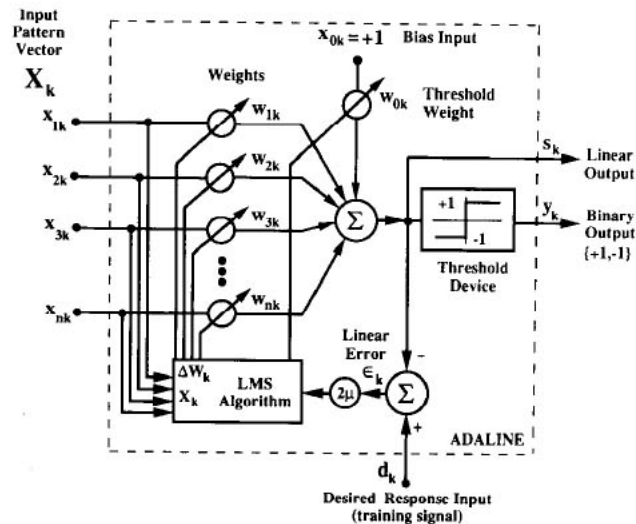 Input
Pattern
Vector
X_k
x_1k
x_2k
x_3k
x_nk
Weights
w_1k
w_2k
w_3k
w_nk
x_0k = +1
Bias Input
w_0k
Threshold
Weight
Σ
s_k
Linear
Output
+1
-1
y_k
Binary
Output
{+1,-1}
Threshold
Device
Linear
Error
∈_k
-
ΔW_k
X_k
LMS
Algorithm
2μ
Σ
+
ADALINE
d_k
Desired Response Input
(training signal)